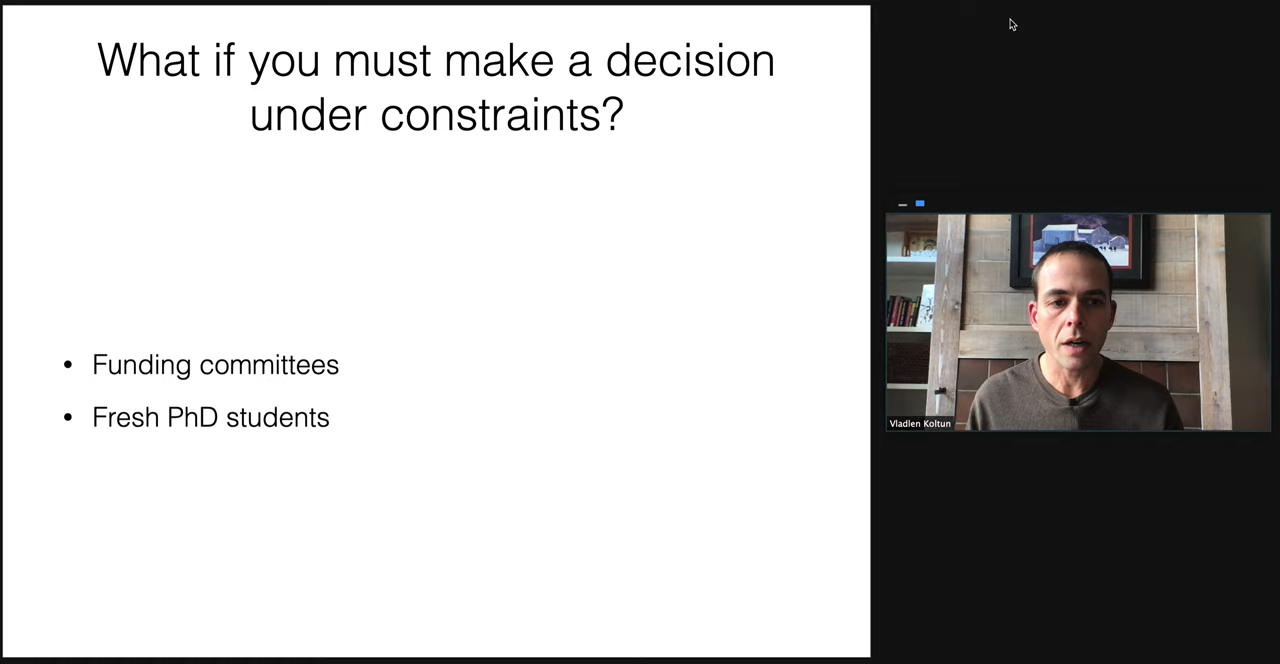 What if you must make a decision
under constraints?
• Funding committees
• Fresh PhD students
Vladlen Koltun